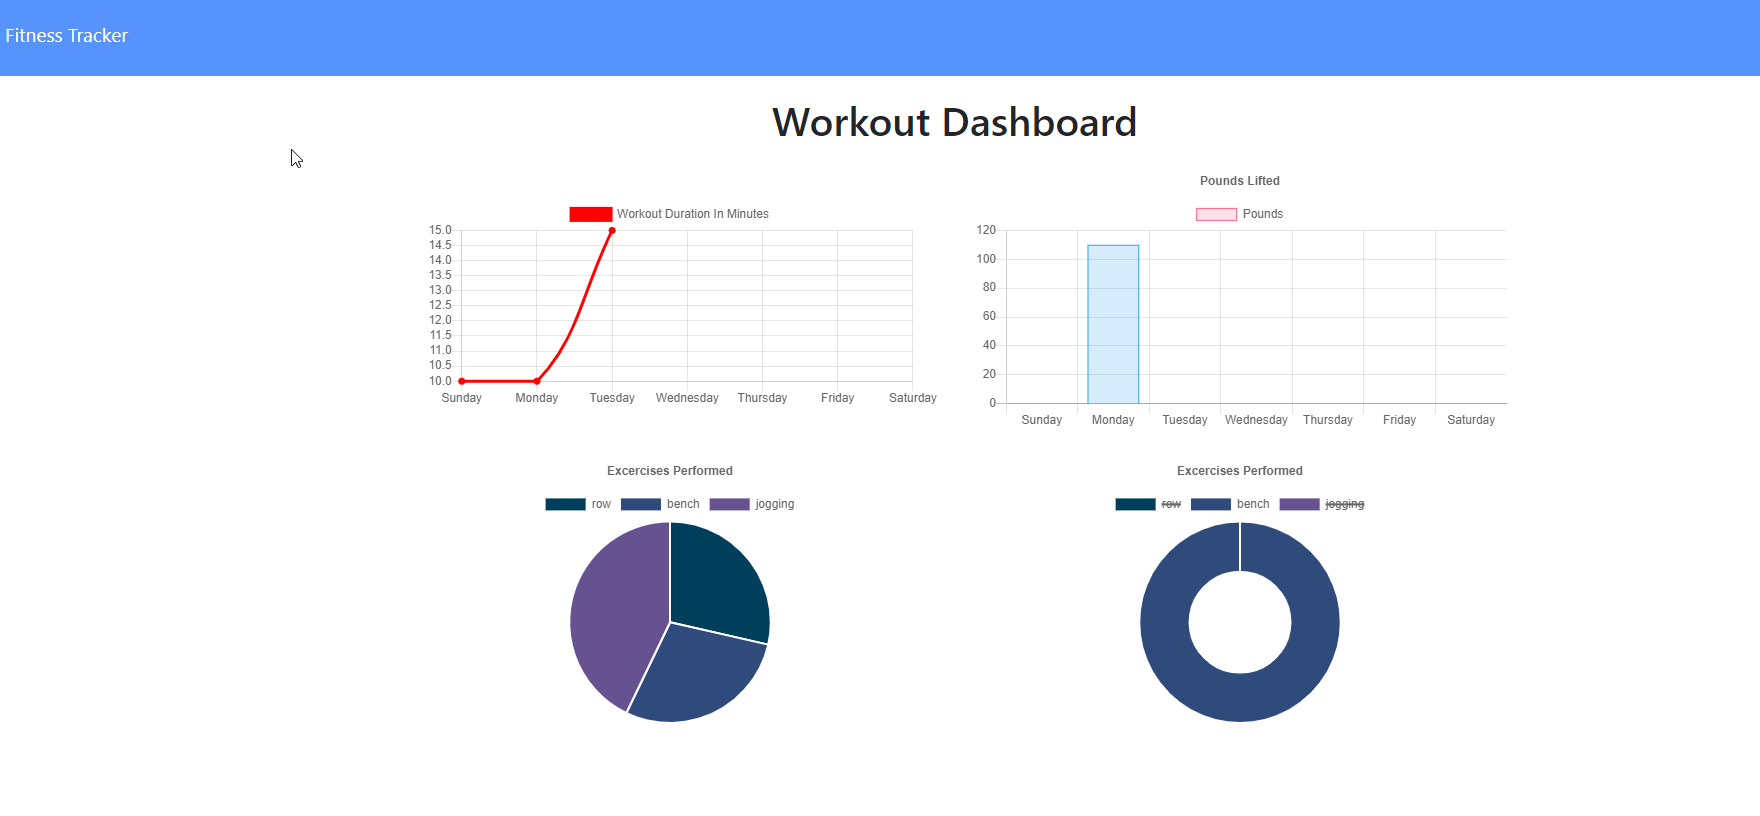 Fitness Tracker
Workout Dashboard
Workout Duration In Minutes
15.0
14.5
14.0
13.5
13.0
12.5
12.0
11.5
11.0
10.5
10.0
Sunday Monday Tuesday Wednesday Thursday Friday Saturday
Pounds Lifted
Pounds
120
100
80
60
40
20
0
Sunday Monday Tuesday Wednesday Thursday Friday Saturday
Excercises Performed
row bench jogging
Excercises Performed
row bench jogging